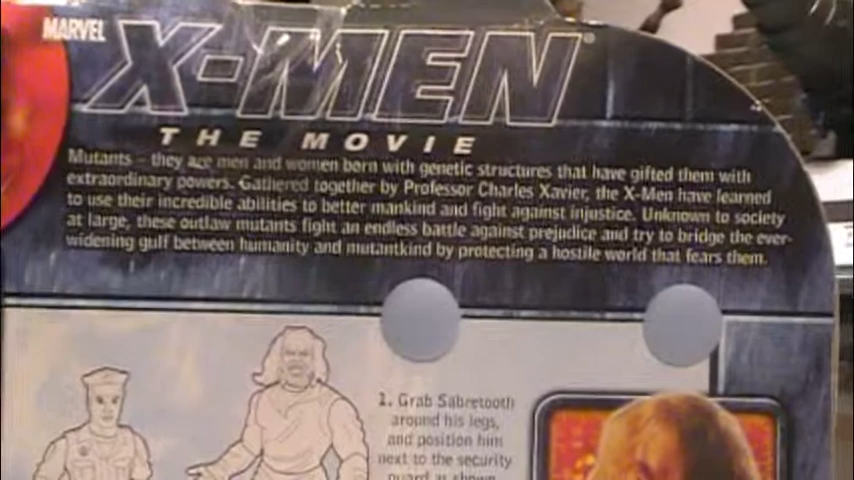 MARVEL
X-MEN®
THE MOVIE
Mutants - they are men and women born with genetic structures that have gifted them with
extraordinary powers. Gathered together by Professor Charles Xavier, the X-Men have learned
to use their incredible abilities to better mankind and fight against injustice. Unknown to society
at large, these outlaw mutants fight an endless battle against prejudice and try to bridge the ever-
widening gulf between humanity and mutantkind by protecting a hostile world that fears them.
1. Grab Sabretooth
around his legs,
and position him
next to the security
guard as shown